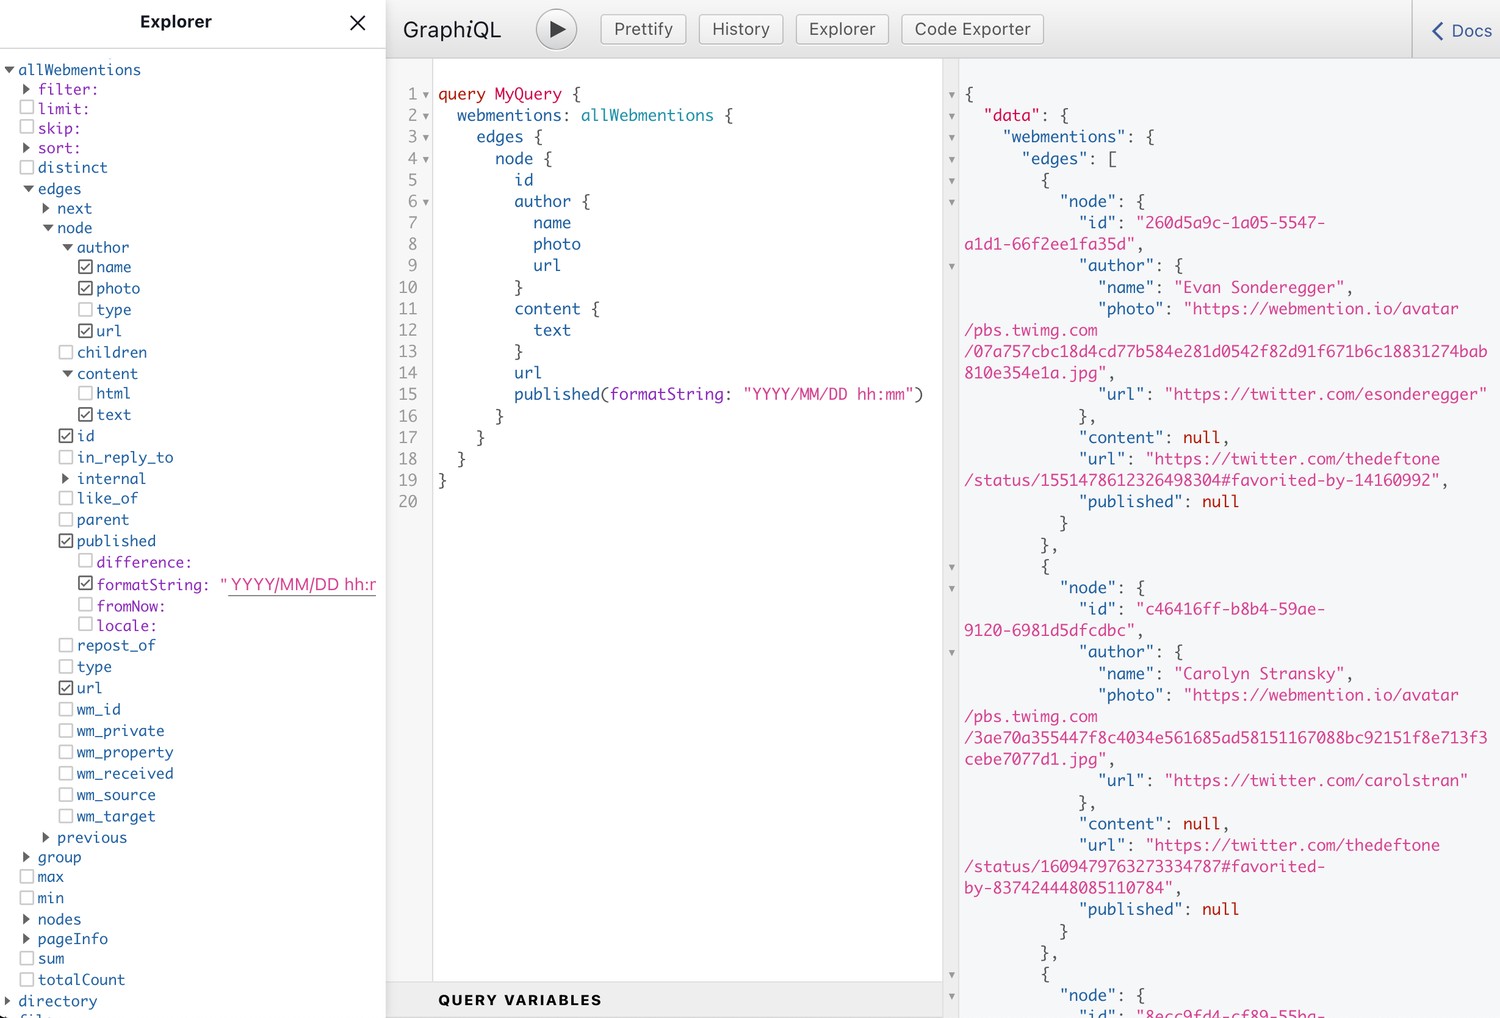 Explorer
allWebmentions
filter:
limit:
skip:
sort:
distinct
edges
next
node
author
name
photo
type
url
children
content
html
text
id
in_reply_to
internal
like_of
parent
published
difference:
formatString: "YYYY/MM/DD hh:r
fromNow:
locale:
repost_of
type
url
wm_id
wm_private
wm_property
wm_received
wm_source
wm_target
previous
group
max
min
nodes
pageInfo
sum
totalCount
directory
GraphiQL
Prettify
History
Explorer
Code Exporter
Docs
1 query MyQuery {
2 webmentions: allWebmentions {
3 edges {
4 node {
5 id
6 author {
7 name
8 photo
9 url
10 }
11 content {
12 text
13 }
14 url
15 published(formatString: "YYYY/MM/DD hh:mm")
16 }
17 }
18 }
19 }
20
QUERY VARIABLES
{
"data": {
"webmentions": {
"edges": [
{
"node": {
"id": "260d5a9c-1a05-5547-
a1d1-66f2ee1fa35d",
"author": {
"name": "Evan Sonderegger",
"photo": "https://webmention.io/avatar
/pbs.twimg.com
/07a757cbc18d4cd77b584e281d0542f82d91f671b6c18831274bab
810e354e1a.jpg",
"url": "https://twitter.com/esonderegger"
},
"content": null,
"url": "https://twitter.com/thedeftone
/status/1551478612326498304#favorited-by-14160992",
"published": null
}
},
{
"node": {
"id": "c46416ff-b8b4-59ae-
9120-6981d5dfcdbc",
"author": {
"name": "Carolyn Stransky",
"photo": "https://webmention.io/avatar
/pbs.twimg.com
/3ae70a355447f8c4034e561685ad58151167088bc92151f8e713f3
cebe7077d1.jpg",
"url": "https://twitter.com/carolstran"
},
"content": null,
"url": "https://twitter.com/thedeftone
/status/1609479763273334787#favorited-
by-837424448085110784",
"published": null
}
},
{
"node": {
"id": "8ecc9fd4-cf89-55ba-